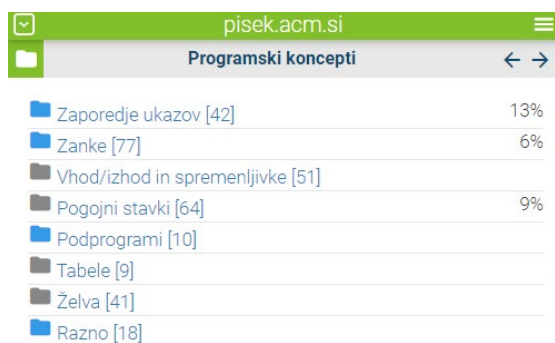 pisek.acm.si
Programski koncepti
Zaporedje ukazov [42] 13%
Zanke [77] 6%
Vhod/izhod in spremenljivke [51]
Pogojni stavki [64] 9%
Podprogrami [10]
Tabele [9]
Želva [41]
Razno [18]